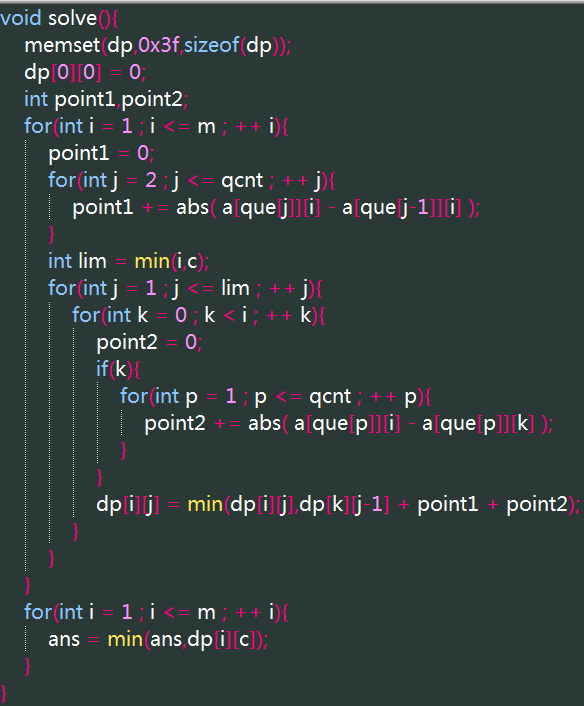 void solve(){
memset(dp,0x3f,sizeof(dp));
dp[0][0] = 0;
int point1,point2;
for(int i = 1 ; i <= m ; ++ i){
point1 = 0;
for(int j = 2 ; j <= qcnt ; ++ j){
point1 += abs( a[que[j]][i] - a[que[j-1]][i] );
}
int lim = min(i,c);
for(int j = 1 ; j <= lim ; ++ j){
for(int k = 0 ; k < i ; ++ k){
point2 = 0;
if(k){
for(int p = 1 ; p <= qcnt ; ++ p){
point2 += abs( a[que[p]][i] - a[que[p]][k] );
}
}
dp[i][j] = min(dp[i][j],dp[k][j-1] + point1 + point2);
}
}
}
for(int i = 1 ; i <= m ; ++ i){
ans = min(ans,dp[i][c]);
}
}